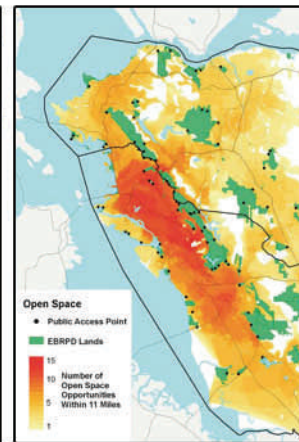 Open Space
Public Access Point
EBRPD Lands
15
10
5
1
Number of
Open Space
Opportunities
Within 11 Miles